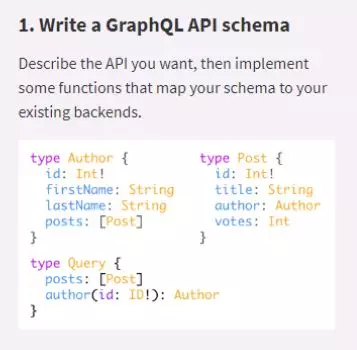 1. Write a GraphQL API schema
Describe the API you want, then implement
some functions that map your schema to your
existing backends.
type Author {
id: Int!
firstName: String
lastName: String
posts: [Post]
}
type Post {
id: Int!
title: String
author: Author
votes: Int
}
type Query {
posts: [Post]
author(id: ID!): Author
}